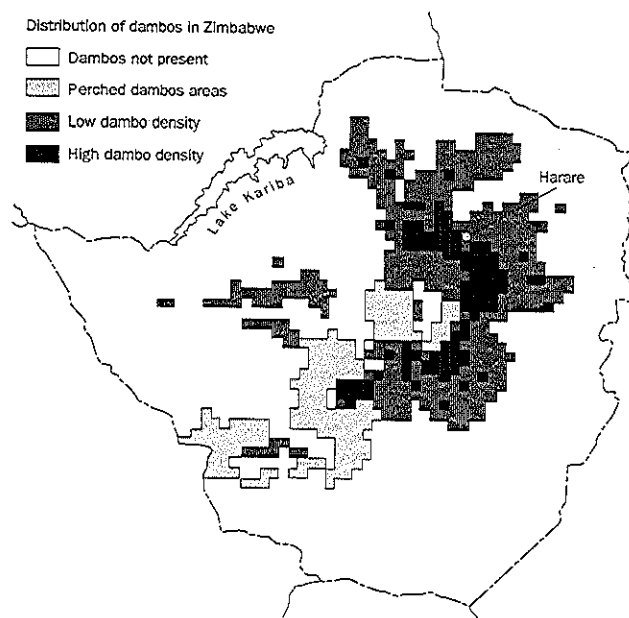 Distribution of dambos in Zimbabwe
Dambos not present
Perched dambos areas
Low dambo density
High dambo density
Harare
Lake Kariba